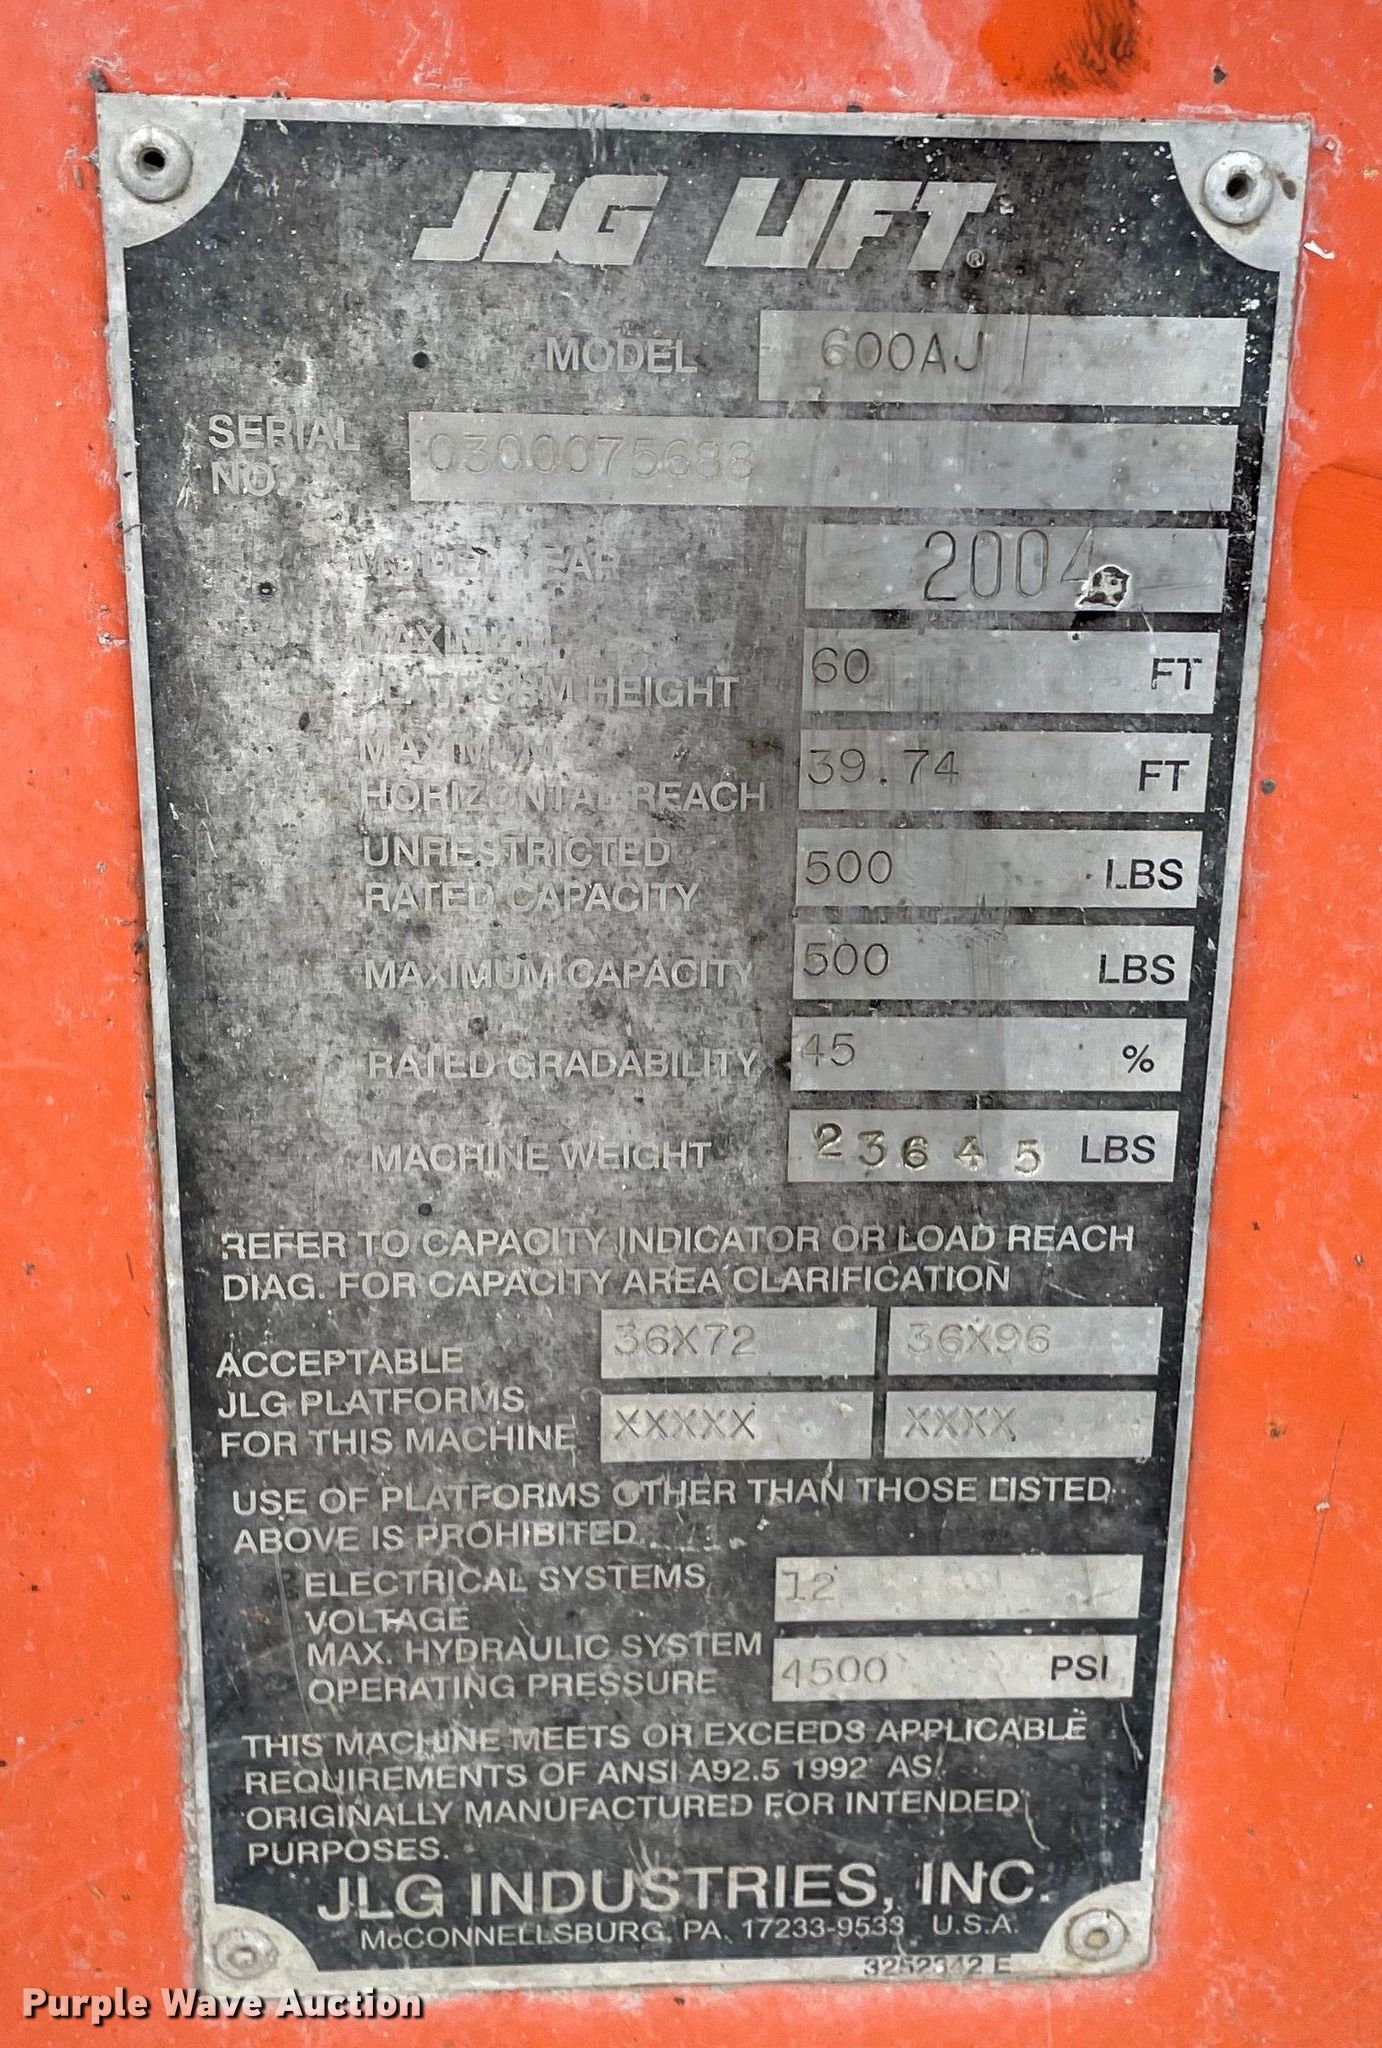 JLG LIFT®
MODEL 600AJ
SERIAL
NO. 0300075688
MODEL YEAR 2004
MAXIMUM
PLATFORM HEIGHT 60 FT
MAXIMUM
HORIZONTAL REACH 39.74 FT
UNRESTRICTED
RATED CAPACITY 500 LBS
MAXIMUM CAPACITY 500 LBS
RATED GRADABILITY 45 %
MACHINE WEIGHT 23645 LBS
REFER TO CAPACITY INDICATOR OR LOAD REACH
DIAG. FOR CAPACITY AREA CLARIFICATION
ACCEPTABLE
JLG PLATFORMS
FOR THIS MACHINE
36X72 36X96
XXXXX XXXX
USE OF PLATFORMS OTHER THAN THOSE LISTED
ABOVE IS PROHIBITED.
ELECTRICAL SYSTEMS
VOLTAGE 12
MAX. HYDRAULIC SYSTEM
OPERATING PRESSURE 4500 PSI
THIS MACHINE MEETS OR EXCEEDS APPLICABLE
REQUIREMENTS OF ANSI A92.5 1992 AS
ORIGINALLY MANUFACTURED FOR INTENDED
PURPOSES.
JLG INDUSTRIES, INC.
McCONNELLSBURG, PA. 17233-9533 U.S.A.
3252342 E
Purple Wave Auction